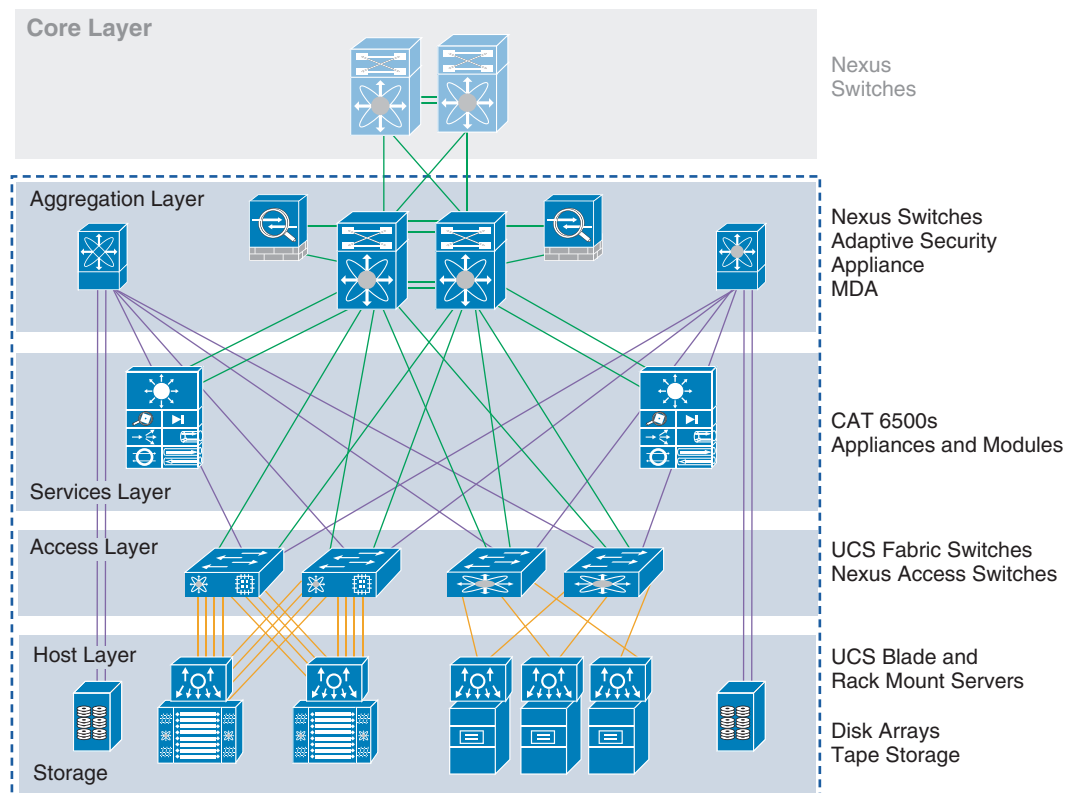 Core Layer
Nexus
Switches
Aggregation Layer
Nexus Switches
Adaptive Security
Appliance
MDA
CAT 6500s
Appliances and Modules
Services Layer
Access Layer
UCS Fabric Switches
Nexus Access Switches
Host Layer
UCS Blade and
Rack Mount Servers
Disk Arrays
Tape Storage
Storage